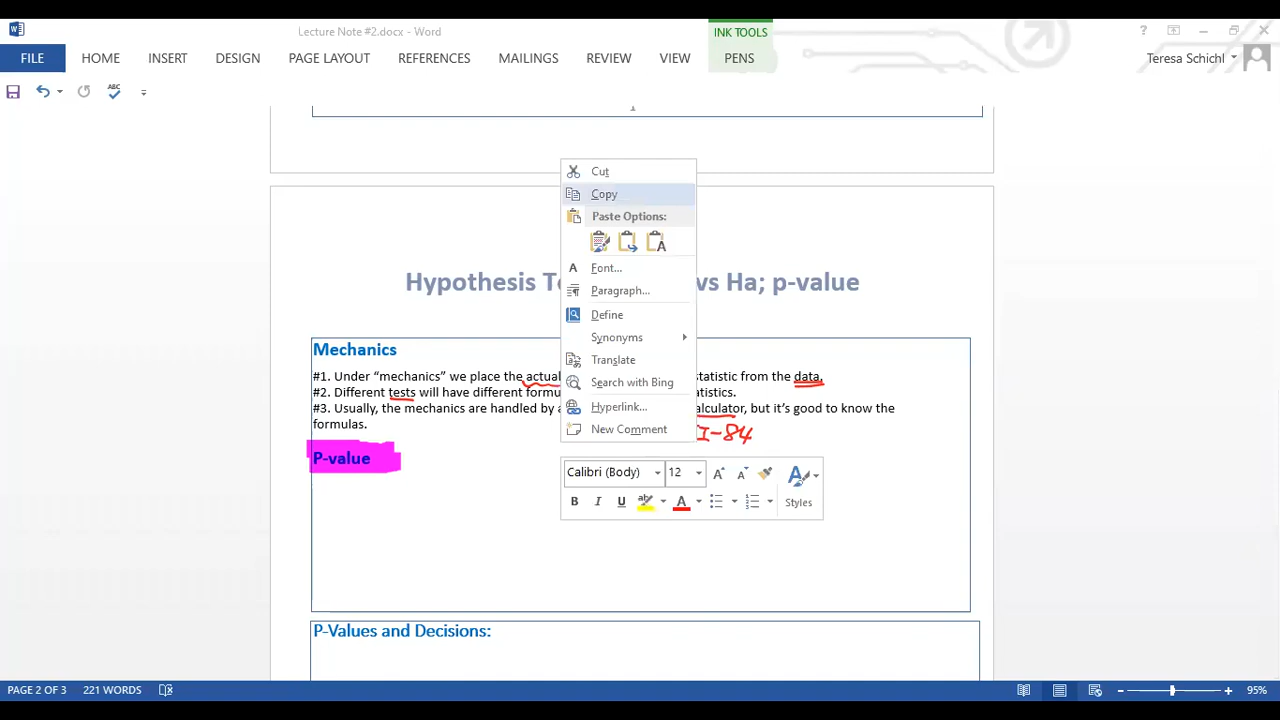 Lecture Note #2.docx - Word
INK TOOLS
?
FILE
HOME
INSERT
DESIGN
PAGE LAYOUT
REFERENCES
MAILINGS
REVIEW
VIEW
PENS
Teresa Schichl
ABC
Cut
Copy
Paste Options:
A
Font...
Paragraph...
Define
Synonyms
Translate
Search with Bing
Hyperlink...
New Comment
Hypothesis Te vs Ha; p-value
Mechanics
#1. Under “mechanics” we place the actual statistic from the data.
#2. Different tests will have different formu atistics.
#3. Usually, the mechanics are handled by a alculator, but it’s good to know the
formulas.
I-84
P-value
Calibri (Body) 12 A A
B I U ab A Styles
P-Values and Decisions:
PAGE 2 OF 3 221 WORDS 95%